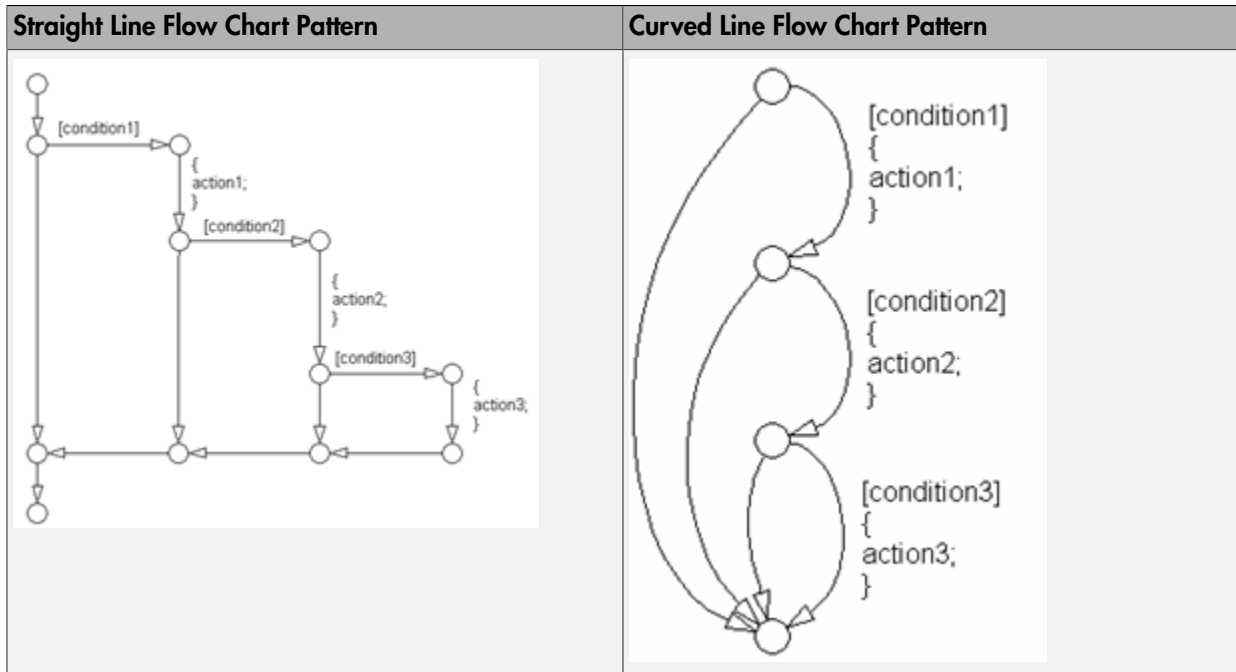 Straight Line Flow Chart Pattern
Curved Line Flow Chart Pattern
[condition1]
{
action1;
}
[condition2]
{
action2;
}
[condition3]
{
action3;
}
[condition1]
{
action1;
}
[condition2]
{
action2;
}
[condition3]
{
action3;
}